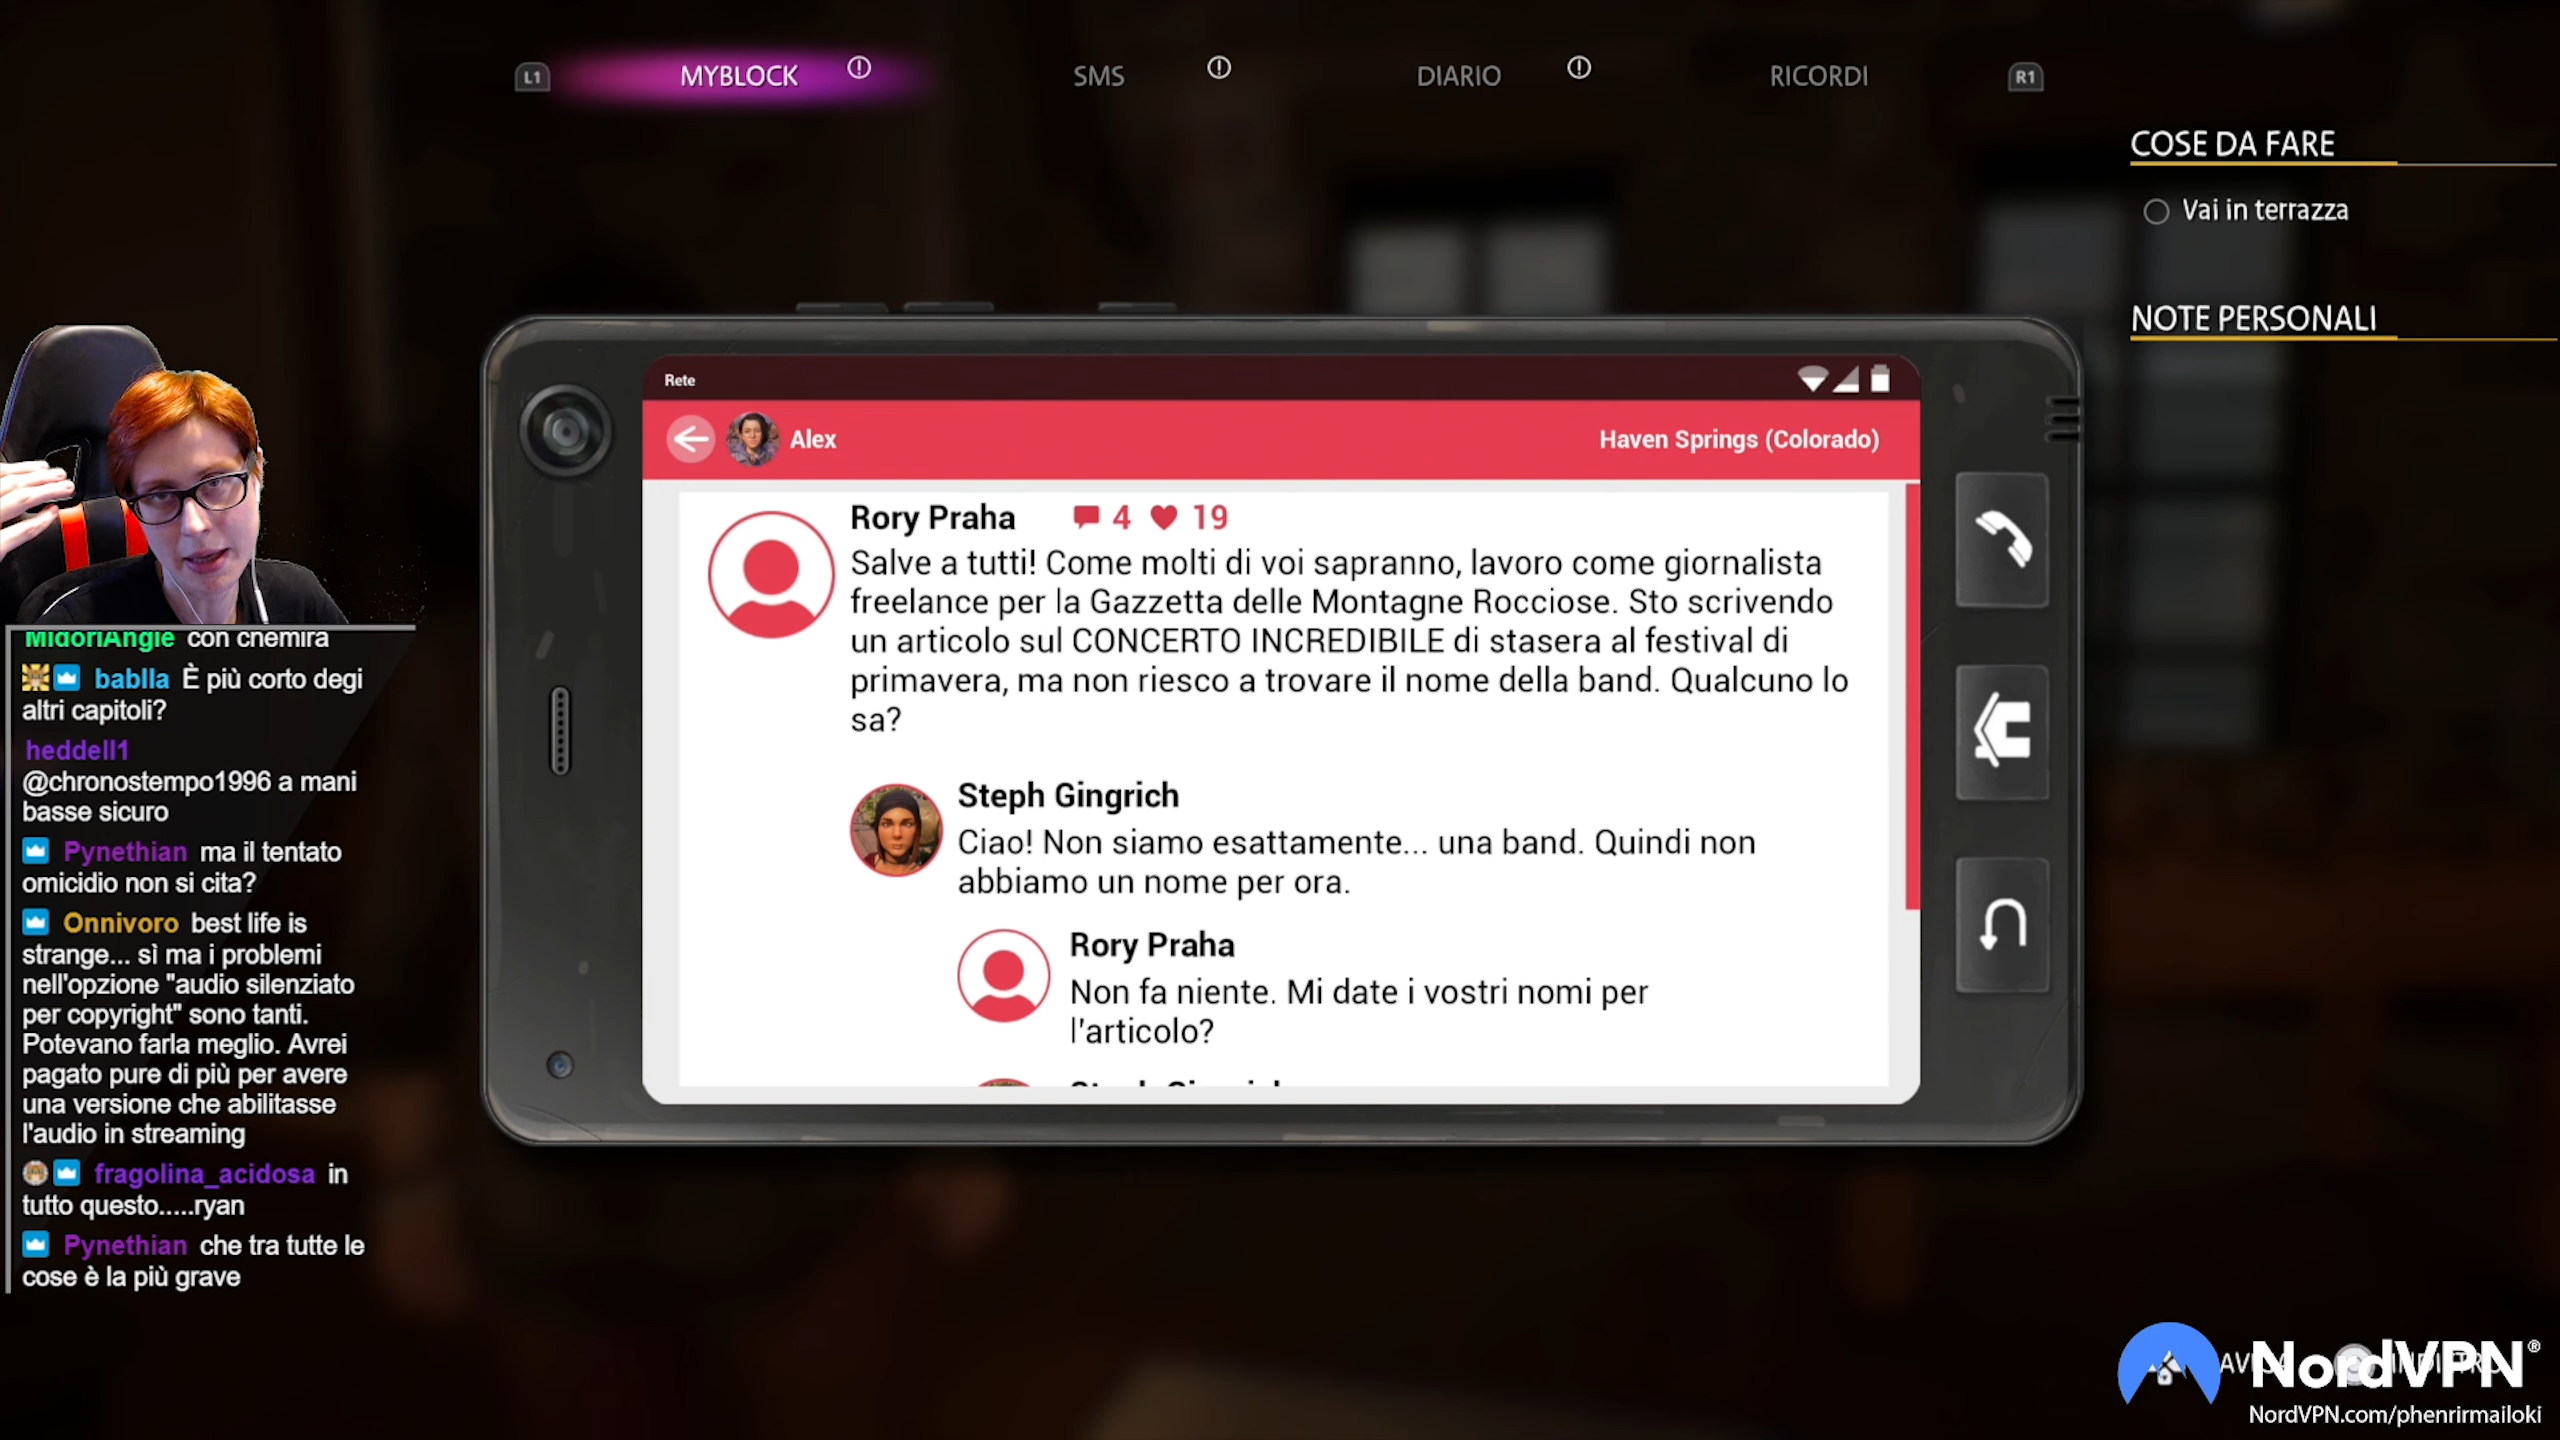 L1
MYBLOCK
SMS
DIARIO
RICORDI
R1
COSE DA FARE
Vai in terrazza
NOTE PERSONALI
Rete
Alex
Haven Springs (Colorado)
Rory Praha 4 19
Salve a tutti! Come molti di voi sapranno, lavoro come giornalista
freelance per la Gazzetta delle Montagne Rocciose. Sto scrivendo
un articolo sul CONCERTO INCREDIBILE di stasera al festival di
primavera, ma non riesco a trovare il nome della band. Qualcuno lo
sa?
Steph Gingrich
Ciao! Non siamo esattamente... una band. Quindi non
abbiamo un nome per ora.
Rory Praha
Non fa niente. Mi date i vostri nomi per
l'articolo?
MidoriAngie con chemira
bablla È più corto degi
altri capitoli?
heddell1
@chronostempo1996 a mani
basse sicuro
Pynethian ma il tentato
omicidio non si cita?
Onnivoro best life is
strange... sì ma i problemi
nell'opzione "audio silenziato
per copyright" sono tanti.
Potevano farla meglio. Avrei
pagato pure di più per avere
una versione che abilitasse
l'audio in streaming
fragolina_acidosa in
tutto questo.....ryan
Pynethian che tra tutte le
cose è la più grave
NordVPN®
NordVPN.com/phenrirmailoki